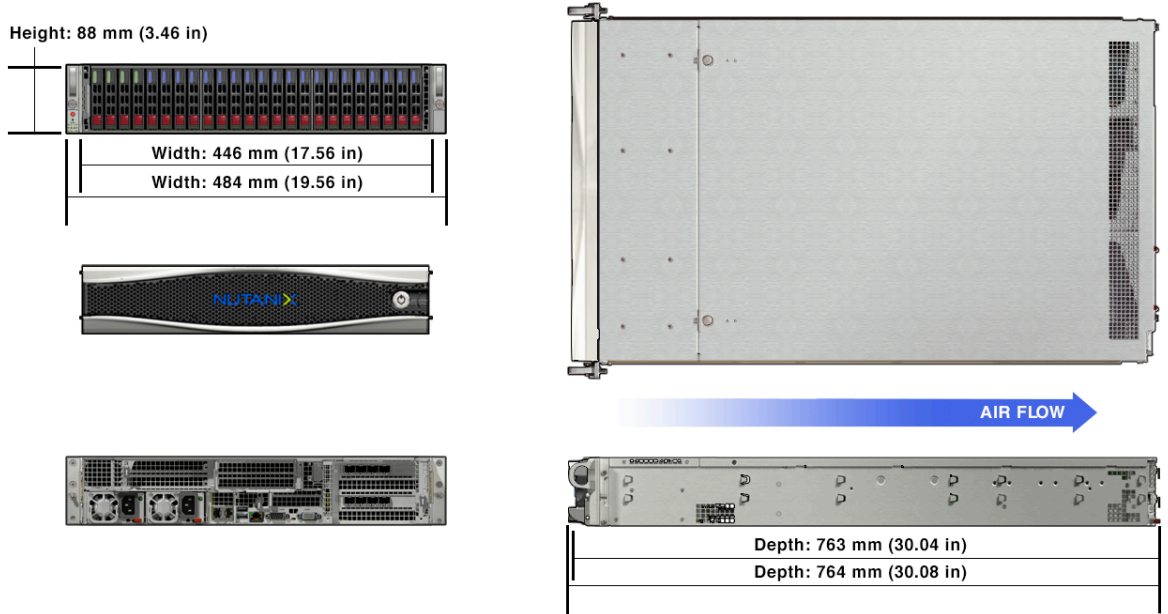 Height: 88 mm (3.46 in)
Width: 446 mm (17.56 in)
Width: 484 mm (19.56 in)
NUTANIX
AIR FLOW
Depth: 763 mm (30.04 in)
Depth: 764 mm (30.08 in)